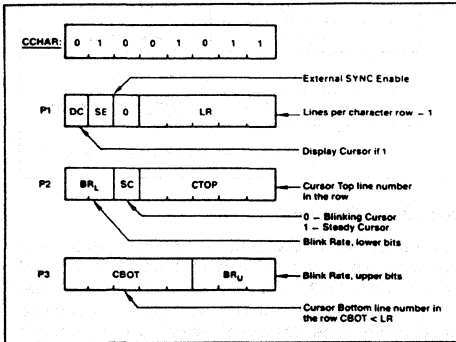 CCHAR: 0 1 0 0 1 0 1 1
External SYNC Enable
P1 DC SE 0 LR Lines per character row – 1
Display Cursor if 1
P2 BRL SC CTOP Cursor Top line number
in the row
0 – Blinking Cursor
1 – Steady Cursor
Blink Rate, lower bits
P3 CBOT BRU Blink Rate, upper bits
Cursor Bottom line number in
the row CBOT < LR